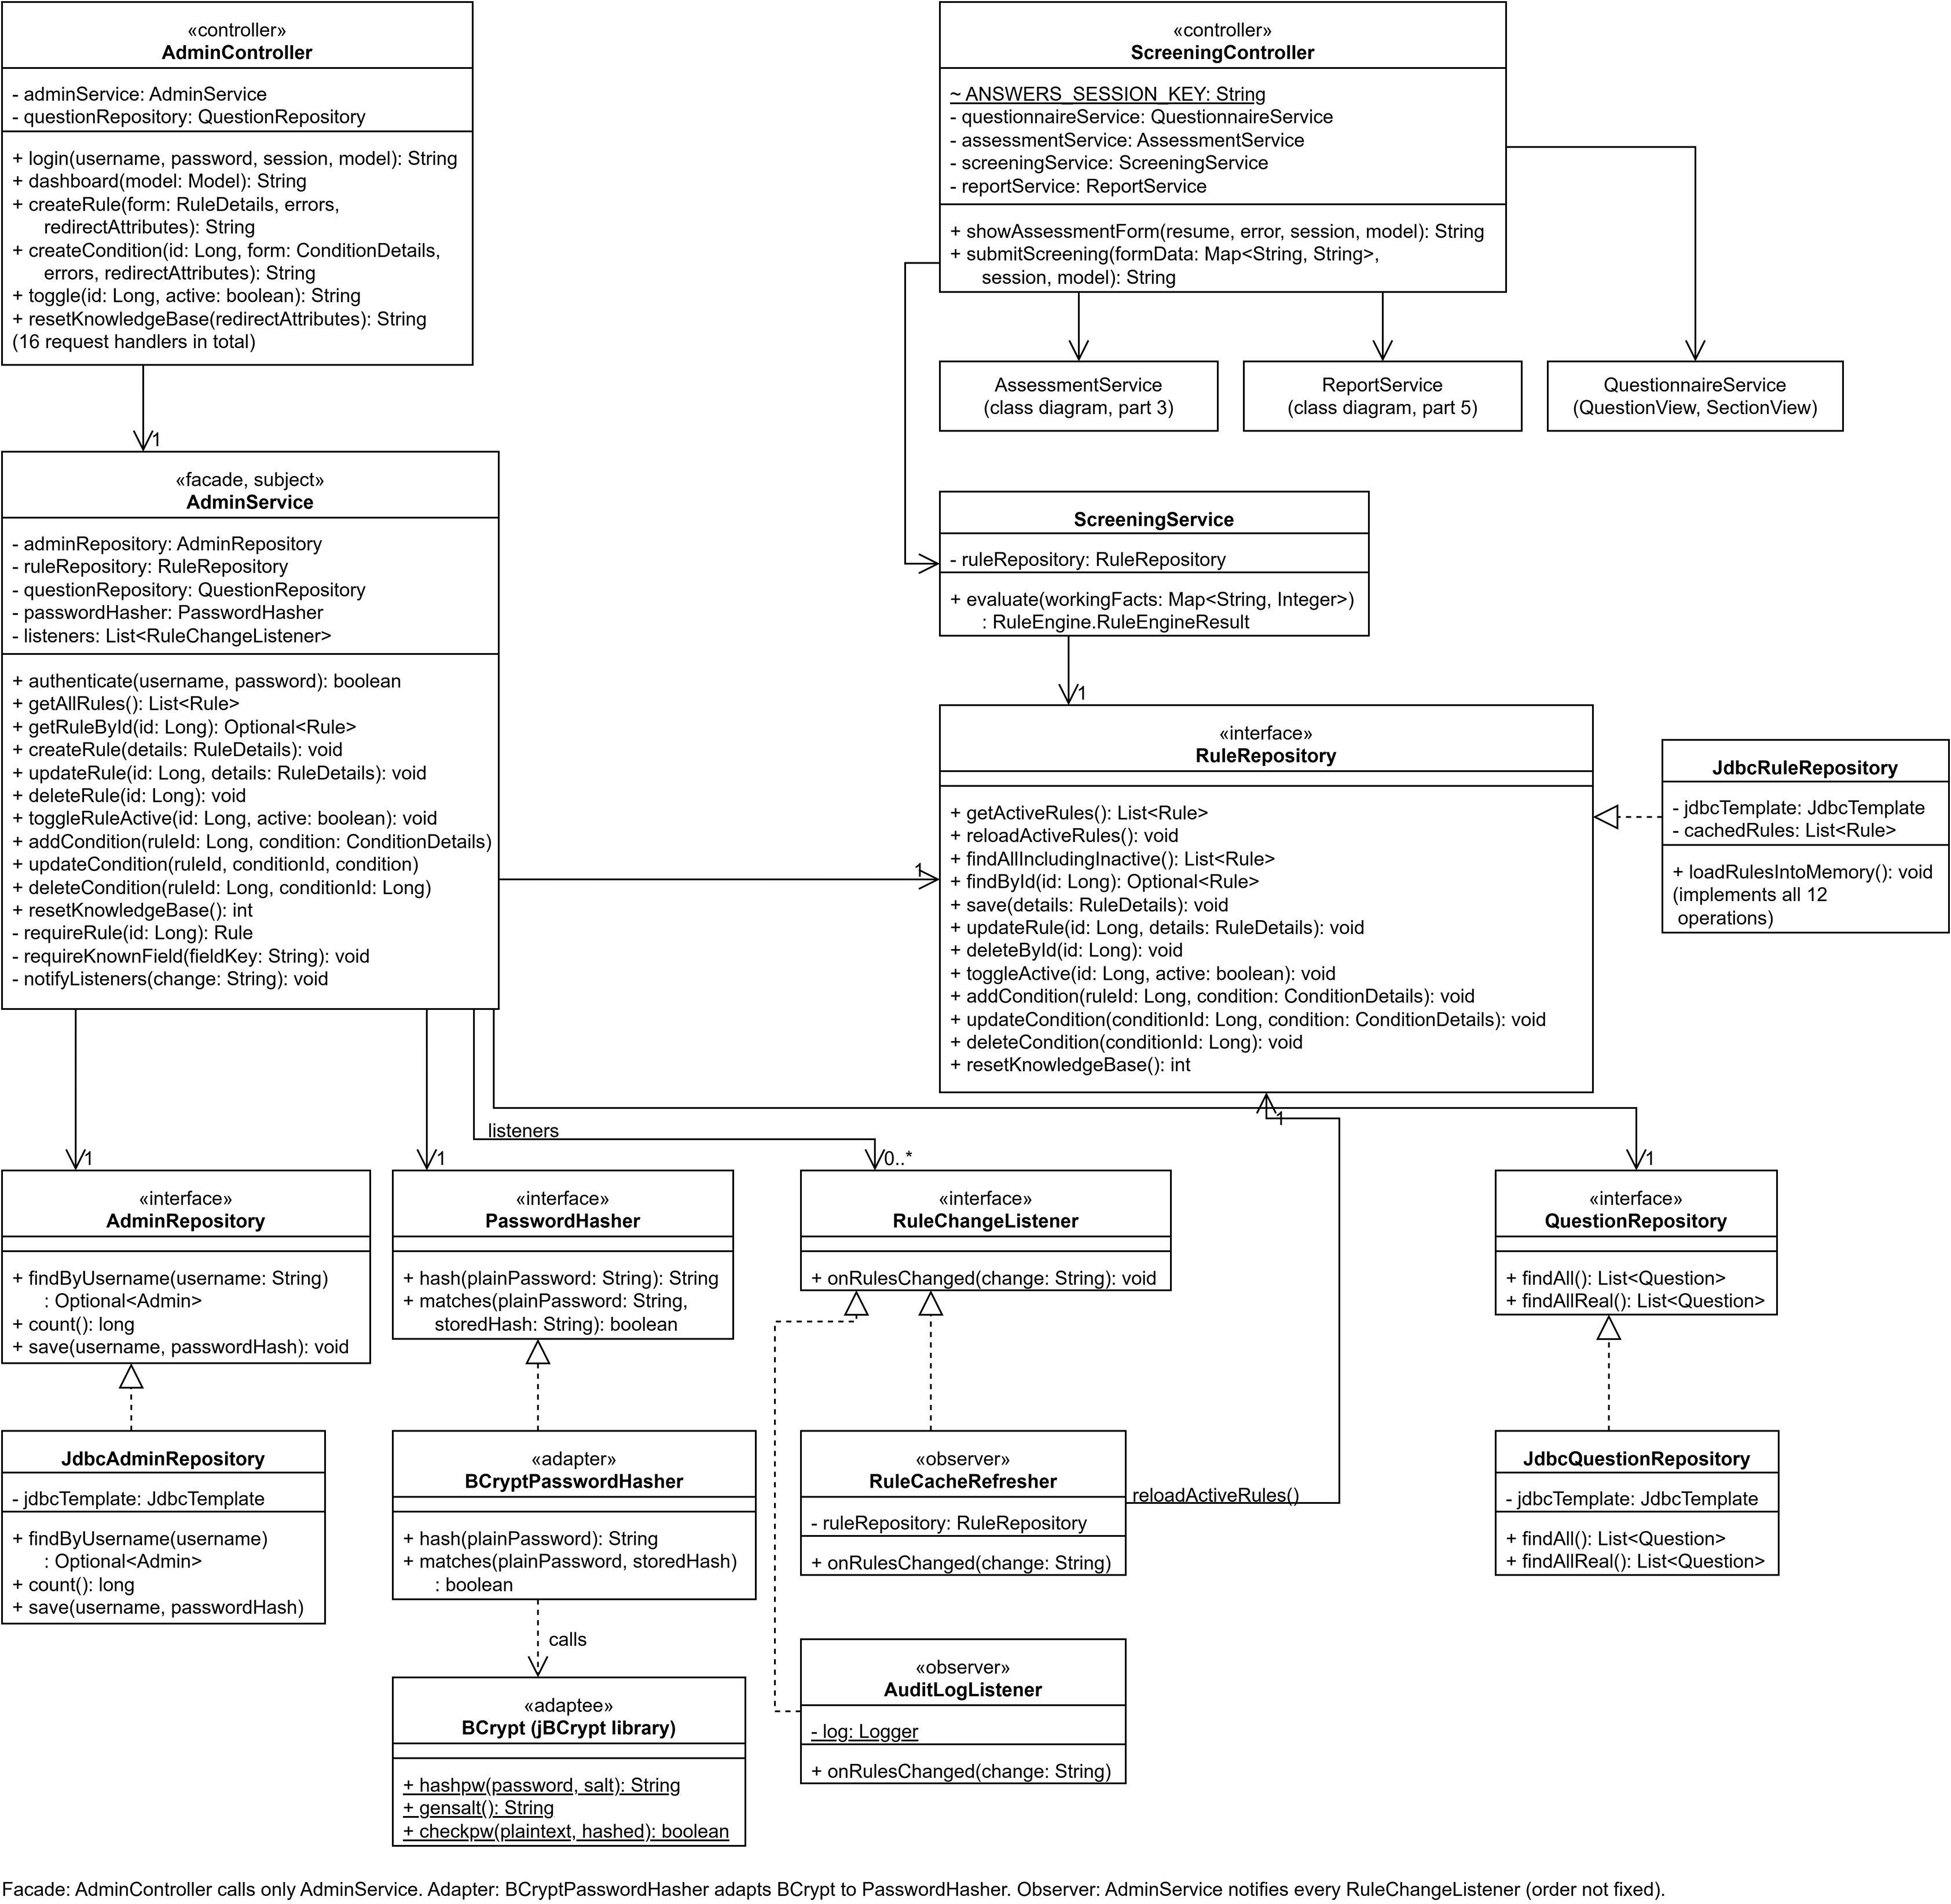 «controller»
AdminController
- adminService: AdminService
- questionRepository: QuestionRepository
+ login(username, password, session, model): String
+ dashboard(model: Model): String
+ createRule(form: RuleDetails, errors,
redirectAttributes): String
+ createCondition(id: Long, form: ConditionDetails,
errors, redirectAttributes): String
+ toggle(id: Long, active: boolean): String
+ resetKnowledgeBase(redirectAttributes): String
(16 request handlers in total)
«controller»
ScreeningController
~ ANSWERS_SESSION_KEY: String
- questionnaireService: QuestionnaireService
- assessmentService: AssessmentService
- screeningService: ScreeningService
- reportService: ReportService
+ showAssessmentForm(resume, error, session, model): String
+ submitScreening(formData: Map<String, String>,
session, model): String
AssessmentService
(class diagram, part 3)
ReportService
(class diagram, part 5)
QuestionnaireService
(QuestionView, SectionView)
1
«facade, subject»
AdminService
- adminRepository: AdminRepository
- ruleRepository: RuleRepository
- questionRepository: QuestionRepository
- passwordHasher: PasswordHasher
- listeners: List<RuleChangeListener>
+ authenticate(username, password): boolean
+ getAllRules(): List<Rule>
+ getRuleById(id: Long): Optional<Rule>
+ createRule(details: RuleDetails): void
+ updateRule(id: Long, details: RuleDetails): void
+ deleteRule(id: Long): void
+ toggleRuleActive(id: Long, active: boolean): void
+ addCondition(ruleId: Long, condition: ConditionDetails)
+ updateCondition(ruleId, conditionId, condition)
+ deleteCondition(ruleId: Long, conditionId: Long)
+ resetKnowledgeBase(): int
- requireRule(id: Long): Rule
- requireKnownField(fieldKey: String): void
- notifyListeners(change: String): void
ScreeningService
- ruleRepository: RuleRepository
+ evaluate(workingFacts: Map<String, Integer>)
: RuleEngine.RuleEngineResult
1
«interface»
RuleRepository
+ getActiveRules(): List<Rule>
+ reloadActiveRules(): void
+ findAllIncludingInactive(): List<Rule>
+ findById(id: Long): Optional<Rule>
+ save(details: RuleDetails): void
+ updateRule(id: Long, details: RuleDetails): void
+ deleteById(id: Long): void
+ toggleActive(id: Long, active: boolean): void
+ addCondition(ruleId: Long, condition: ConditionDetails): void
+ updateCondition(conditionId: Long, condition: ConditionDetails): void
+ deleteCondition(conditionId: Long): void
+ resetKnowledgeBase(): int
1
JdbcRuleRepository
- jdbcTemplate: JdbcTemplate
- cachedRules: List<Rule>
+ loadRulesIntoMemory(): void
(implements all 12
operations)
1
listeners
1
1
0..*
1
«interface»
AdminRepository
+ findByUsername(username: String)
: Optional<Admin>
+ count(): long
+ save(username, passwordHash): void
«interface»
PasswordHasher
+ hash(plainPassword: String): String
+ matches(plainPassword: String,
storedHash: String): boolean
«interface»
RuleChangeListener
+ onRulesChanged(change: String): void
«interface»
QuestionRepository
+ findAll(): List<Question>
+ findAllReal(): List<Question>
JdbcAdminRepository
- jdbcTemplate: JdbcTemplate
+ findByUsername(username)
: Optional<Admin>
+ count(): long
+ save(username, passwordHash)
«adapter»
BCryptPasswordHasher
+ hash(plainPassword): String
+ matches(plainPassword, storedHash)
: boolean
«observer»
RuleCacheRefresher
- ruleRepository: RuleRepository
+ onRulesChanged(change: String)
reloadActiveRules()
JdbcQuestionRepository
- jdbcTemplate: JdbcTemplate
+ findAll(): List<Question>
+ findAllReal(): List<Question>
calls
«adaptee»
BCrypt (jBCrypt library)
+ hashpw(password, salt): String
+ gensalt(): String
+ checkpw(plaintext, hashed): boolean
«observer»
AuditLogListener
- log: Logger
+ onRulesChanged(change: String)
Facade: AdminController calls only AdminService. Adapter: BCryptPasswordHasher adapts BCrypt to PasswordHasher. Observer: AdminService notifies every RuleChangeListener (order not fixed).